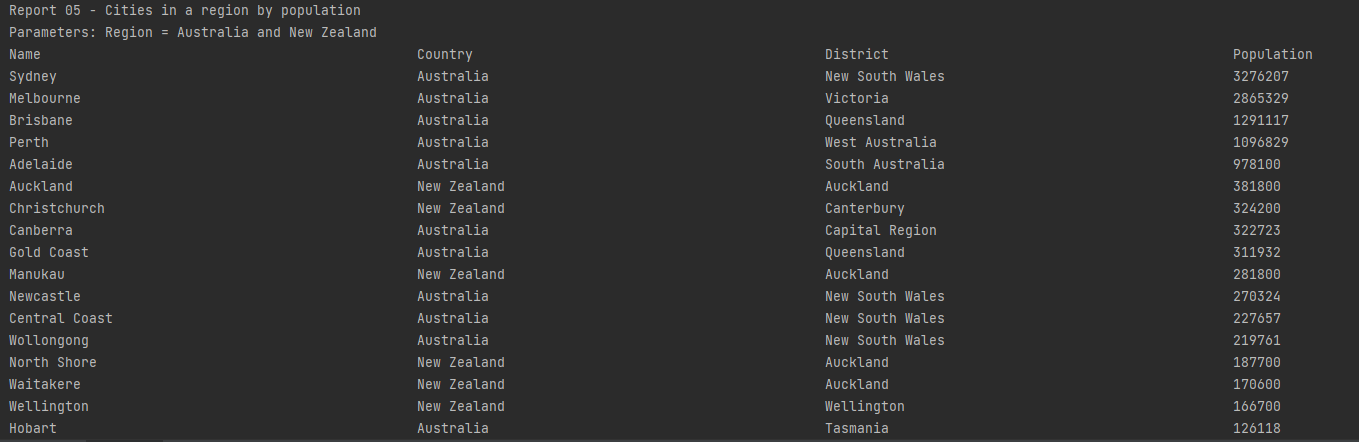 Report 05 - Cities in a region by population
Parameters: Region = Australia and New Zealand
Name Country District Population
Sydney Australia New South Wales 3276207
Melbourne Australia Victoria 2865329
Brisbane Australia Queensland 1291117
Perth Australia West Australia 1096829
Adelaide Australia South Australia 978100
Auckland New Zealand Auckland 381800
Christchurch New Zealand Canterbury 324200
Canberra Australia Capital Region 322723
Gold Coast Australia Queensland 311932
Manukau New Zealand Auckland 281800
Newcastle Australia New South Wales 270324
Central Coast Australia New South Wales 227657
Wollongong Australia New South Wales 219761
North Shore New Zealand Auckland 187700
Waitakere New Zealand Auckland 170600
Wellington New Zealand Wellington 166700
Hobart Australia Tasmania 126118